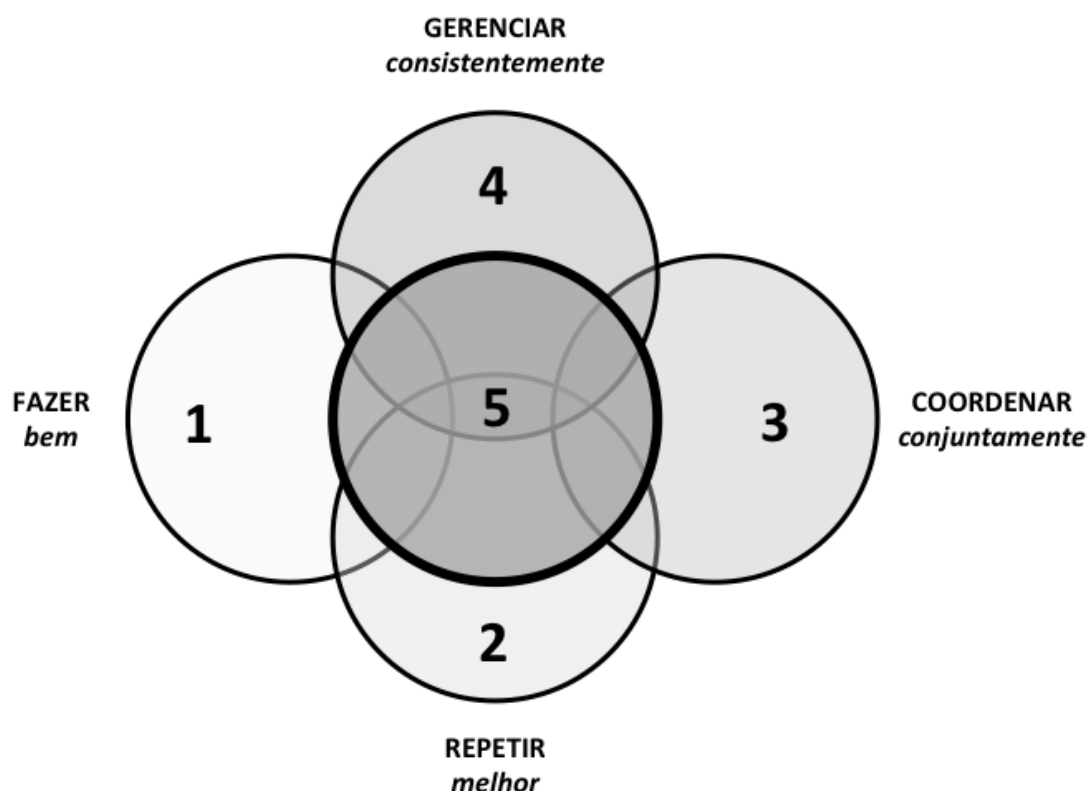 GERENCIAR
consistentemente
4
FAZER
bem
1
5
3
COORDENAR
conjuntamente
2
REPETIR
melhor